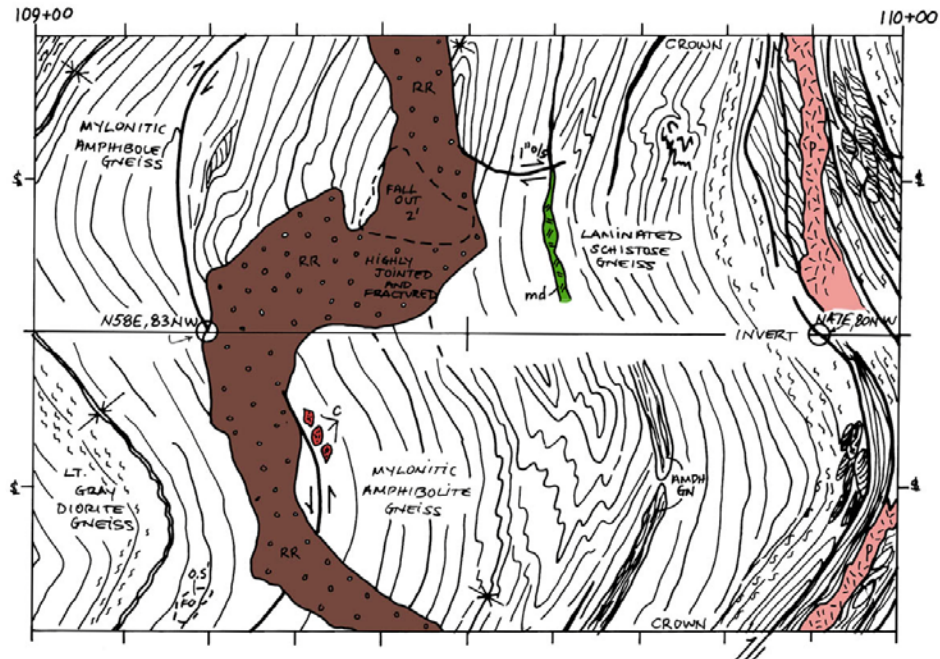 109+00
110+00
CROWN
RR
MYLONITIC
AMPHIBOLE
GNEISS
P
1" O/S
FALL
OUT
2'
LAMINATED
SCHISTOSE
GNEISS
RR
HIGHLY
JOINTED
AND
FRACTURED
md
N58E, 83NW
INVERT
N47E, 80NW
C
MYLONITIC
AMPHIBOLITE
GNEISS
LT.
GRAY
DIORITE
GNEISS
AMPH
GN
RR
P
0.5'
FO
CROWN